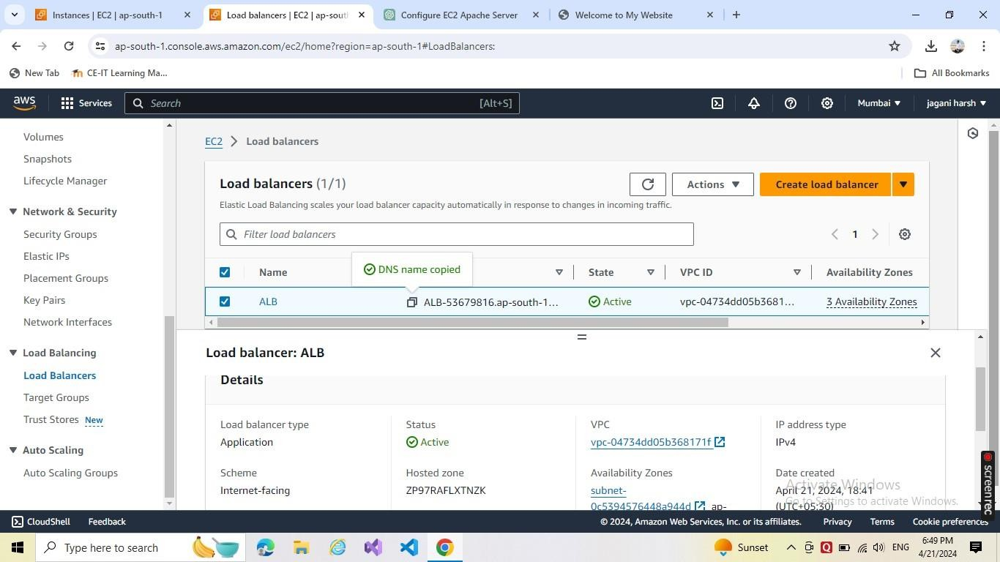 Instances | EC2 | ap-south-1
Load balancers | EC2 | ap-sout
Configure EC2 Apache Server
Welcome to My Website
ap-south-1.console.aws.amazon.com/ec2/home?region=ap-south-1#LoadBalancers:
New Tab
CE-IT Learning Ma...
All Bookmarks
aws
Services
Search
[Alt+S]
Mumbai
jagani harsh
Volumes
Snapshots
Lifecycle Manager
Network & Security
Security Groups
Elastic IPs
Placement Groups
Key Pairs
Network Interfaces
Load Balancing
Load Balancers
Target Groups
Trust Stores New
Auto Scaling
Auto Scaling Groups
EC2 > Load balancers
Load balancers (1/1)
Actions
Create load balancer
Elastic Load Balancing scales your load balancer capacity automatically in response to changes in incoming traffic.
Filter load balancers
1
DNS name copied
Name
State
VPC ID
Availability Zones
ALB
ALB-53679816.ap-south-1...
Active
vpc-04734dd05b3681...
3 Availability Zones
Load balancer: ALB
Details
Load balancer type
Application
Status
Active
VPC
vpc-04734dd05b368171f
IP address type
IPv4
Scheme
Internet-facing
Hosted zone
ZP97RAFLXTNZK
Availability Zones
subnet-
0c5394576448a944d ap-
Date created
April 21, 2024, 18:41
(UTC+05:30)
Activate Windows
Go to Settings to activate Windows.
screen rec
CloudShell
Feedback
© 2024, Amazon Web Services, Inc. or its affiliates.
Privacy
Terms
Cookie preferences
Type here to search
Sunset
ENG
6:49 PM
4/21/2024